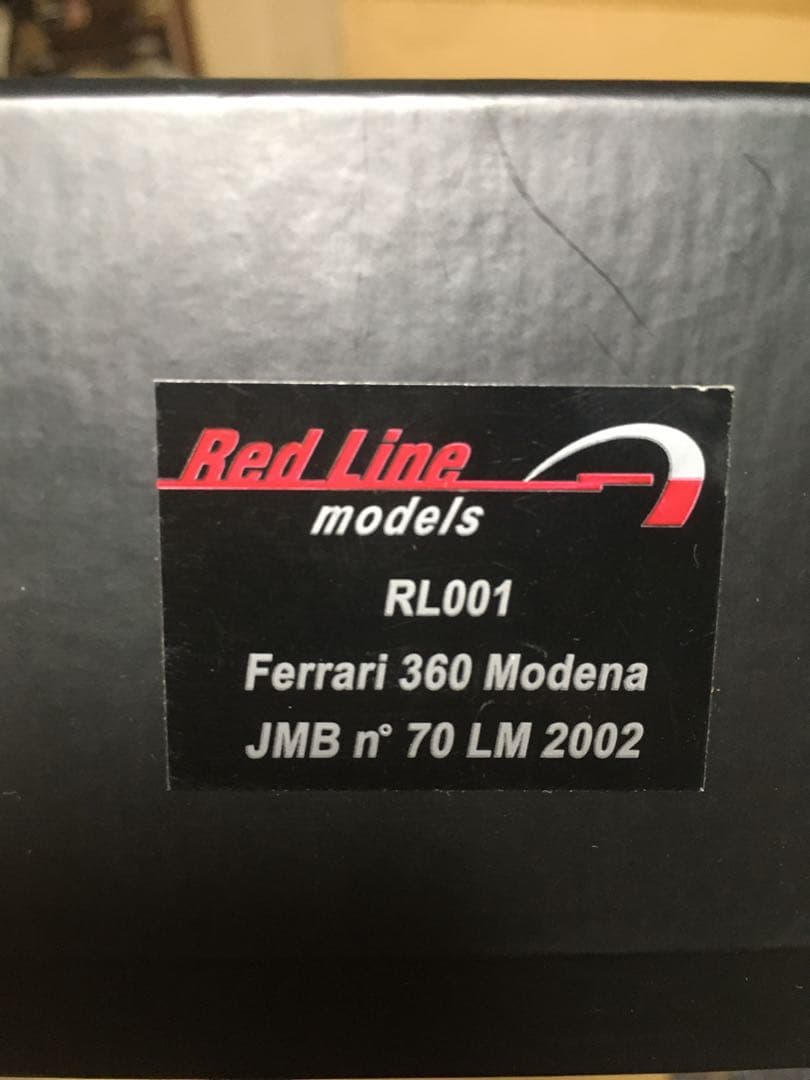 Red Line
models
RL001
Ferrari 360 Modena
JMB n° 70 LM 2002